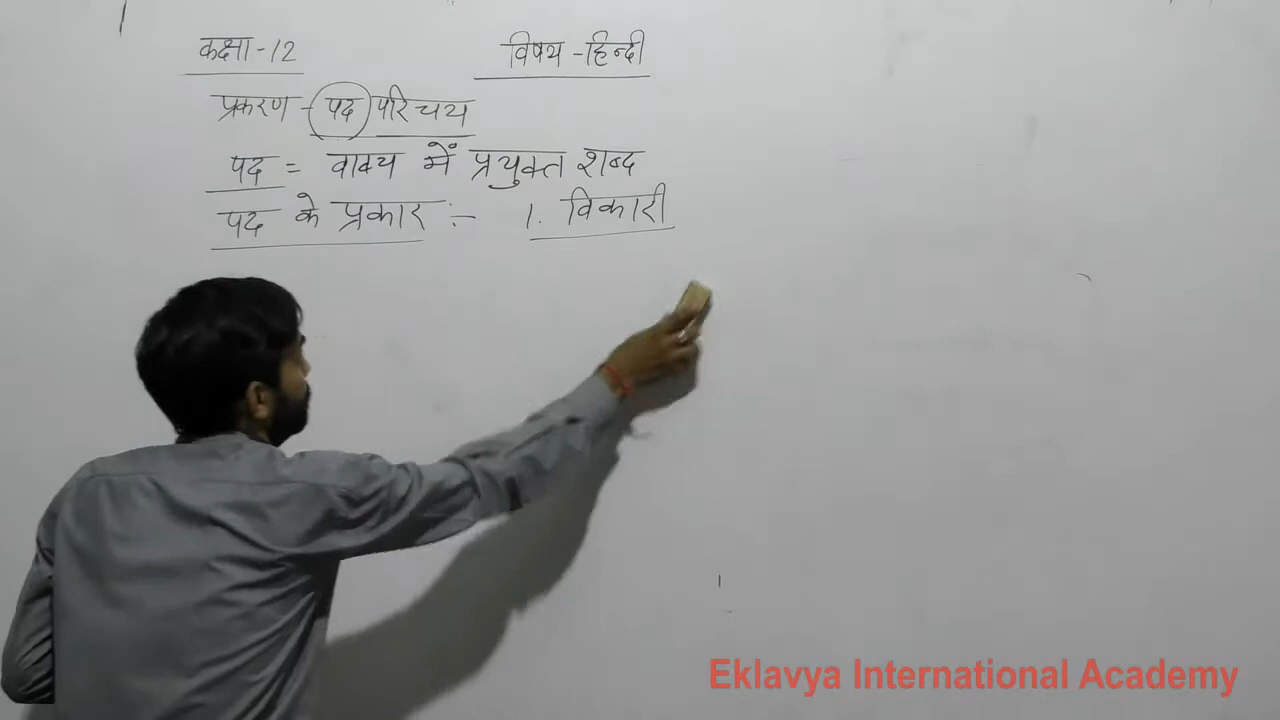 कक्षा-12 विषय-हिन्दी
प्रकरण-पद परिचय
पद = वाक्य में प्रयुक्त शब्द
पद के प्रकार :- 1. विकारी
Eklavya International Academy